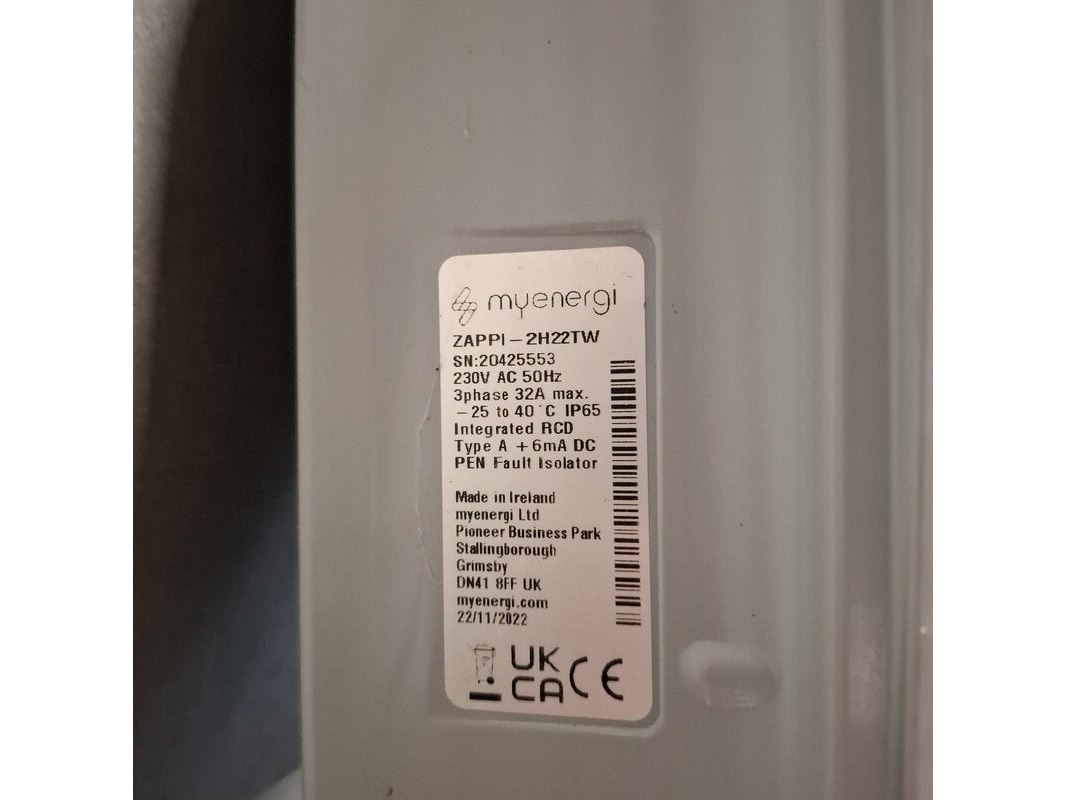 myenergi
ZAPPI-2H22TW
SN:20425553
230V AC 50Hz
3phase 32A max.
-25 to 40°C IP65
Integrated RCD
Type A +6mA DC
PEN Fault Isolator
Made in Ireland
myenergi Ltd
Pioneer Business Park
Stallingborough
Grimsby
DN41 8FF UK
myenergi.com
22/11/2022
UK
CA CE